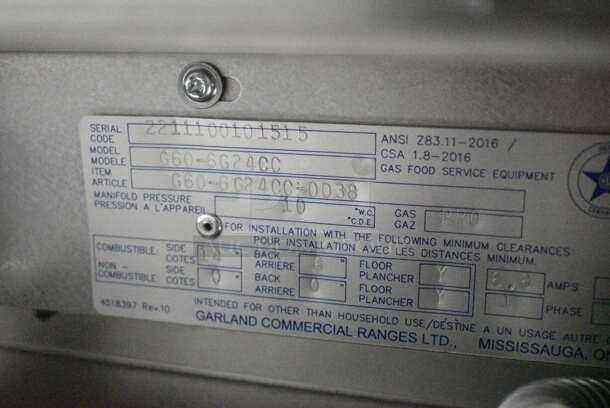 SERIAL CODE 2211100101515
ANSI Z83.11-2016 /
CSA 1.8-2016
GAS FOOD SERVICE EQUIPMENT
MODEL MODELE G60-6G24CC
ITEM ARTICLE G60-6G24CC-0038
MANIFOLD PRESSURE
PRESSION A L'APPAREIL 10 "W.C. "C.D.E. GAS GAZ
FOR INSTALLATION WITH THE FOLLOWING MINIMUM CLEARANCES
POUR INSTALLATION AVEC LES DISTANCES MINIMUM.
COMBUSTIBLE: SIDE COTES 14 " BACK ARRIERE " FLOOR PLANCHER Y AMPS
NON-COMBUSTIBLE: SIDE COTES 0 " BACK ARRIERE 0 " FLOOR PLANCHER Y 1 PHASE
4518397 Rev.10
INTENDED FOR OTHER THAN HOUSEHOLD USE/DESTINE A UN USAGE AUTRE
GARLAND COMMERCIAL RANGES LTD., MISSISSAUGA,